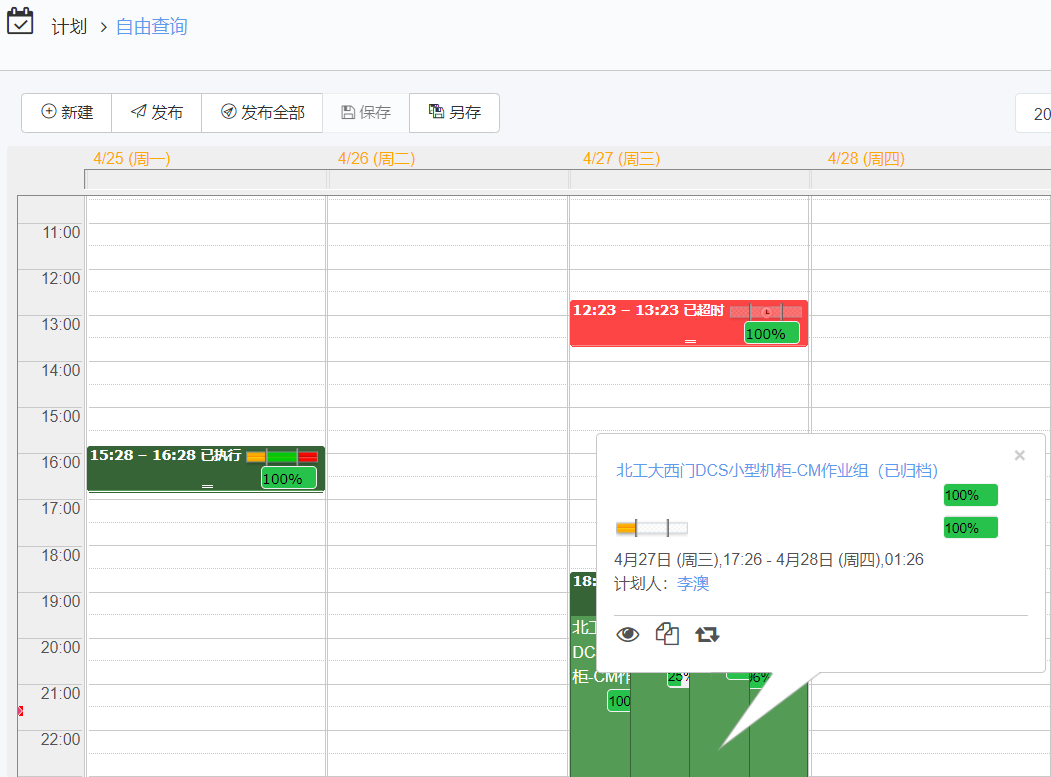 计划 > 自由查询
新建 发布 发布全部 保存 另存 20
4/25 (周一) 4/26 (周二) 4/27 (周三) 4/28 (周四)
11:00
12:00
12:23 – 13:23 已超时
13:00
100%
14:00
15:00
15:28 – 16:28 已执行
16:00
100%
×
北工大西门DCS小型机柜-CM作业组（已归档）
100%
17:00
100%
18:00
4月27日 (周三),17:26 - 4月28日 (周四),01:26
计划人：李澳
18:
19:00
北工
20:00
DC
柜-CM作
25%
6%
21:00
100
22:00